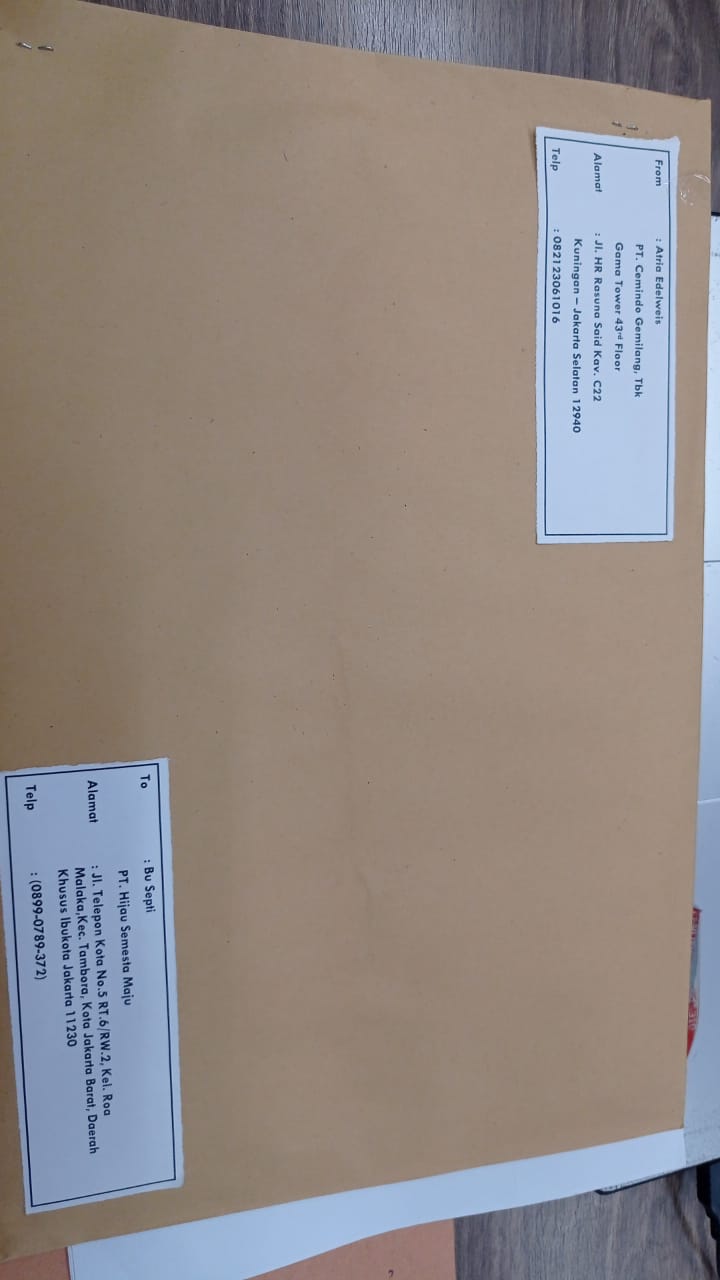 From : Atria Edelweis
PT. Cemindo Gemilang, Tbk
Gama Tower 43rd Floor
Alamat : Jl. HR Rasuna Said Kav. C22
Kuningan – Jakarta Selatan 12940
Telp : 082123061016
To : Bu Septi
PT. Hijau Semesta Maju
Alamat : Jl. Telepon Kota No.5 RT.6/RW.2, Kel. Roa
Malaka,Kec. Tambora, Kota Jakarta Barat, Daerah
Khusus Ibukota Jakarta 11230
Telp : (0899-0789-372)